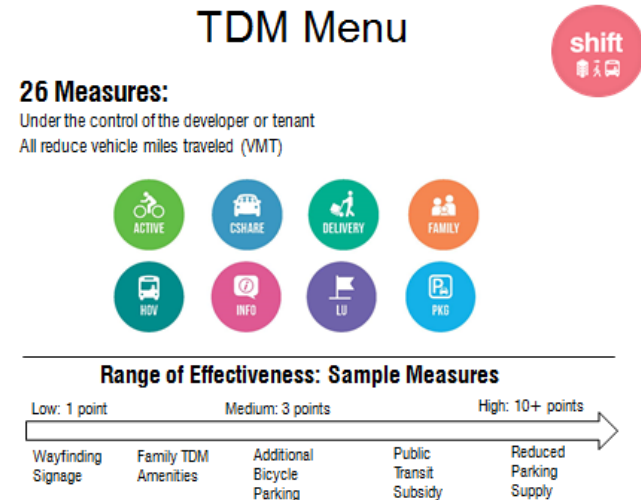 TDM Menu
shift
26 Measures:
Under the control of the developer or tenant
All reduce vehicle miles traveled (VMT)
ACTIVE
CSHARE
DELIVERY
FAMILY
HOV
INFO
LU
PKG
Range of Effectiveness: Sample Measures
Low: 1 point
Medium: 3 points
High: 10+ points
Wayfinding
Signage
Family TDM
Amenities
Additional
Bicycle
Parking
Public
Transit
Subsidy
Reduced
Parking
Supply